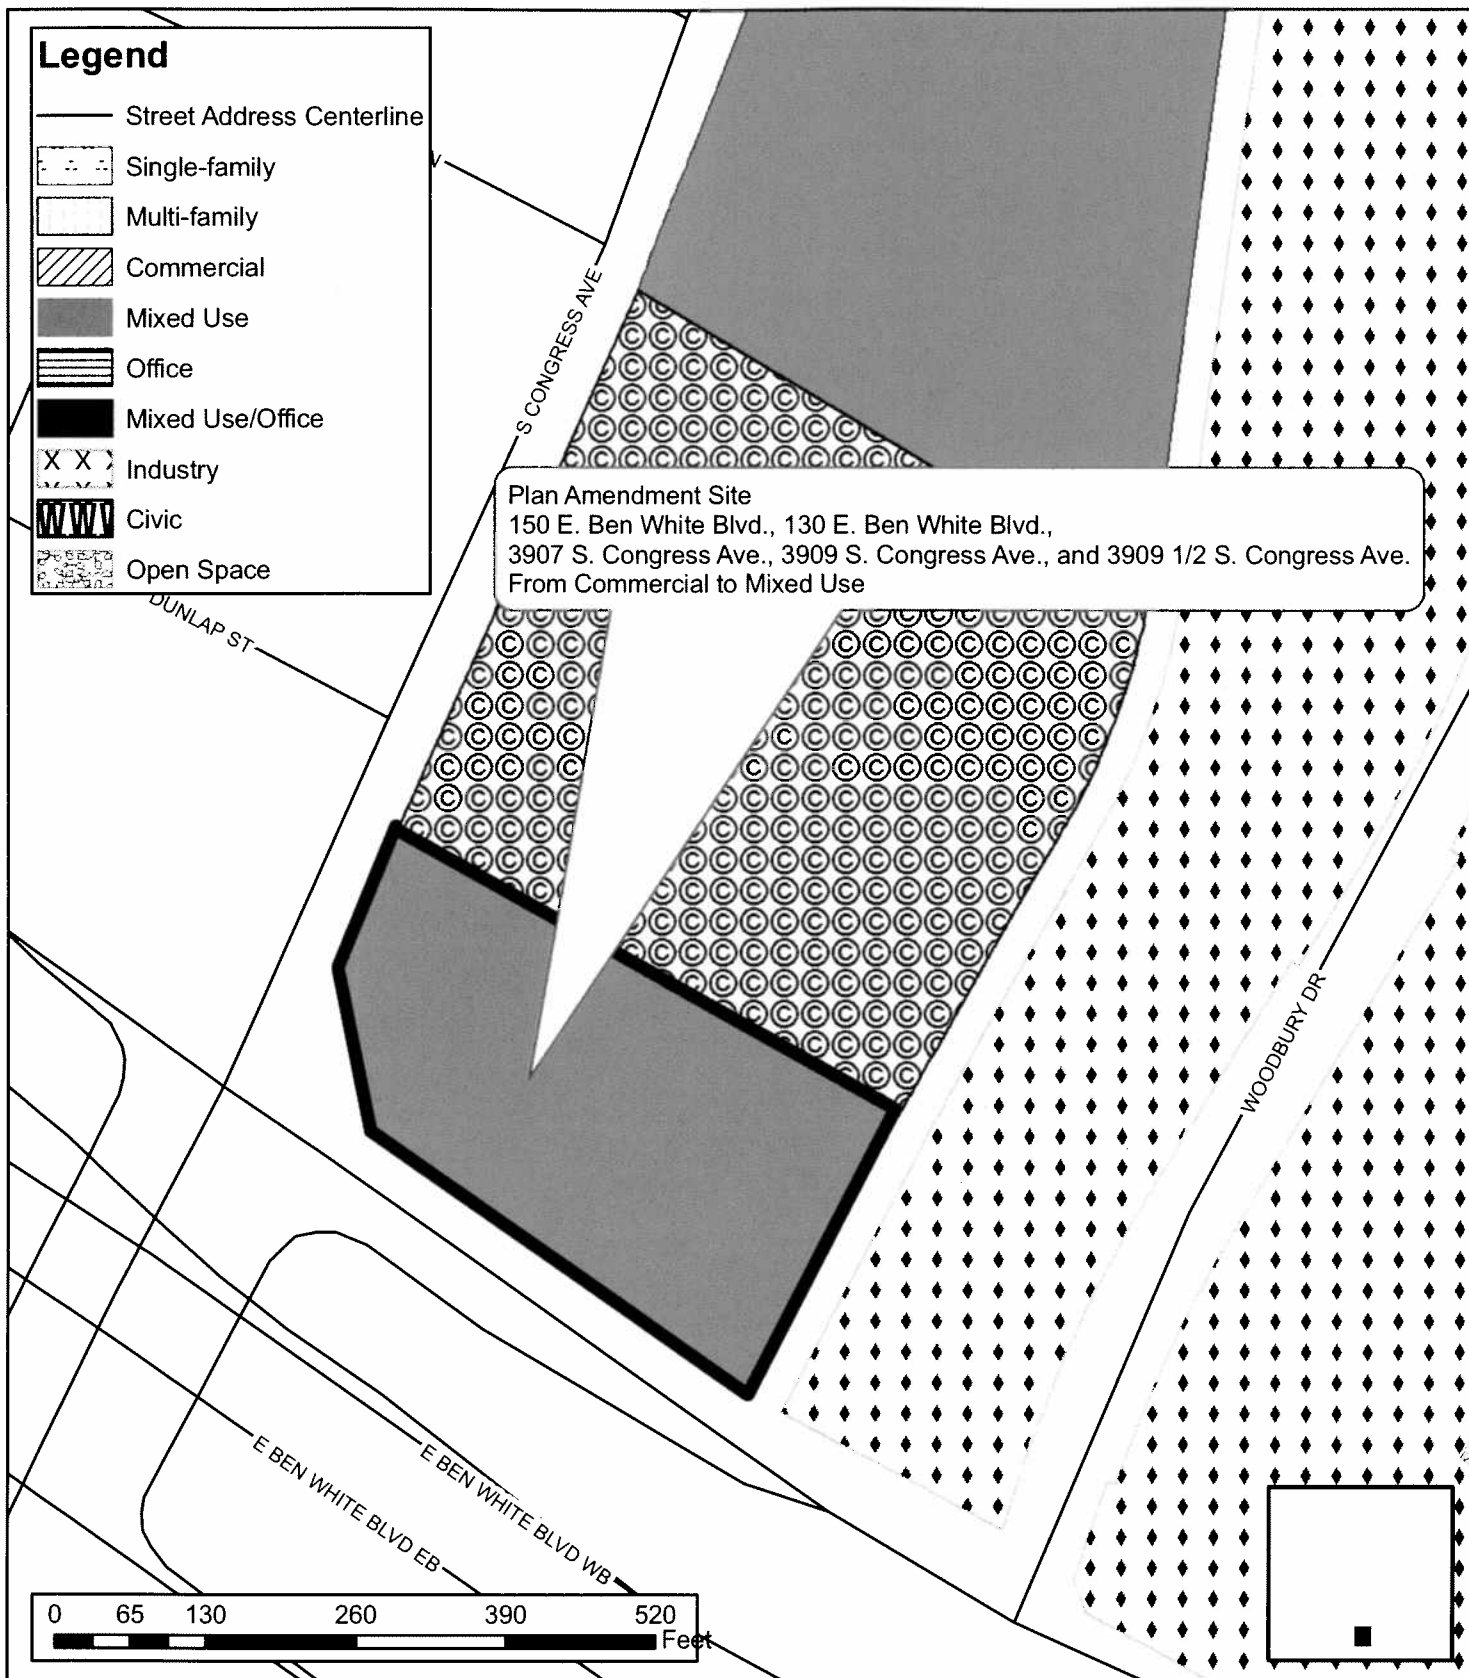 Legend
Street Address Centerline
Single-family
Multi-family
Commercial
Mixed Use
Office
Mixed Use/Office
Industry
Civic
Open Space
S CONGRESS AVE
Plan Amendment Site
150 E. Ben White Blvd., 130 E. Ben White Blvd.,
3907 S. Congress Ave., 3909 S. Congress Ave., and 3909 1/2 S. Congress Ave.
From Commercial to Mixed Use
DUNLAP ST
WOODBURY DR
E BEN WHITE BLVD EB
E BEN WHITE BLVD WB
0 65 130 260 390 520
Feet